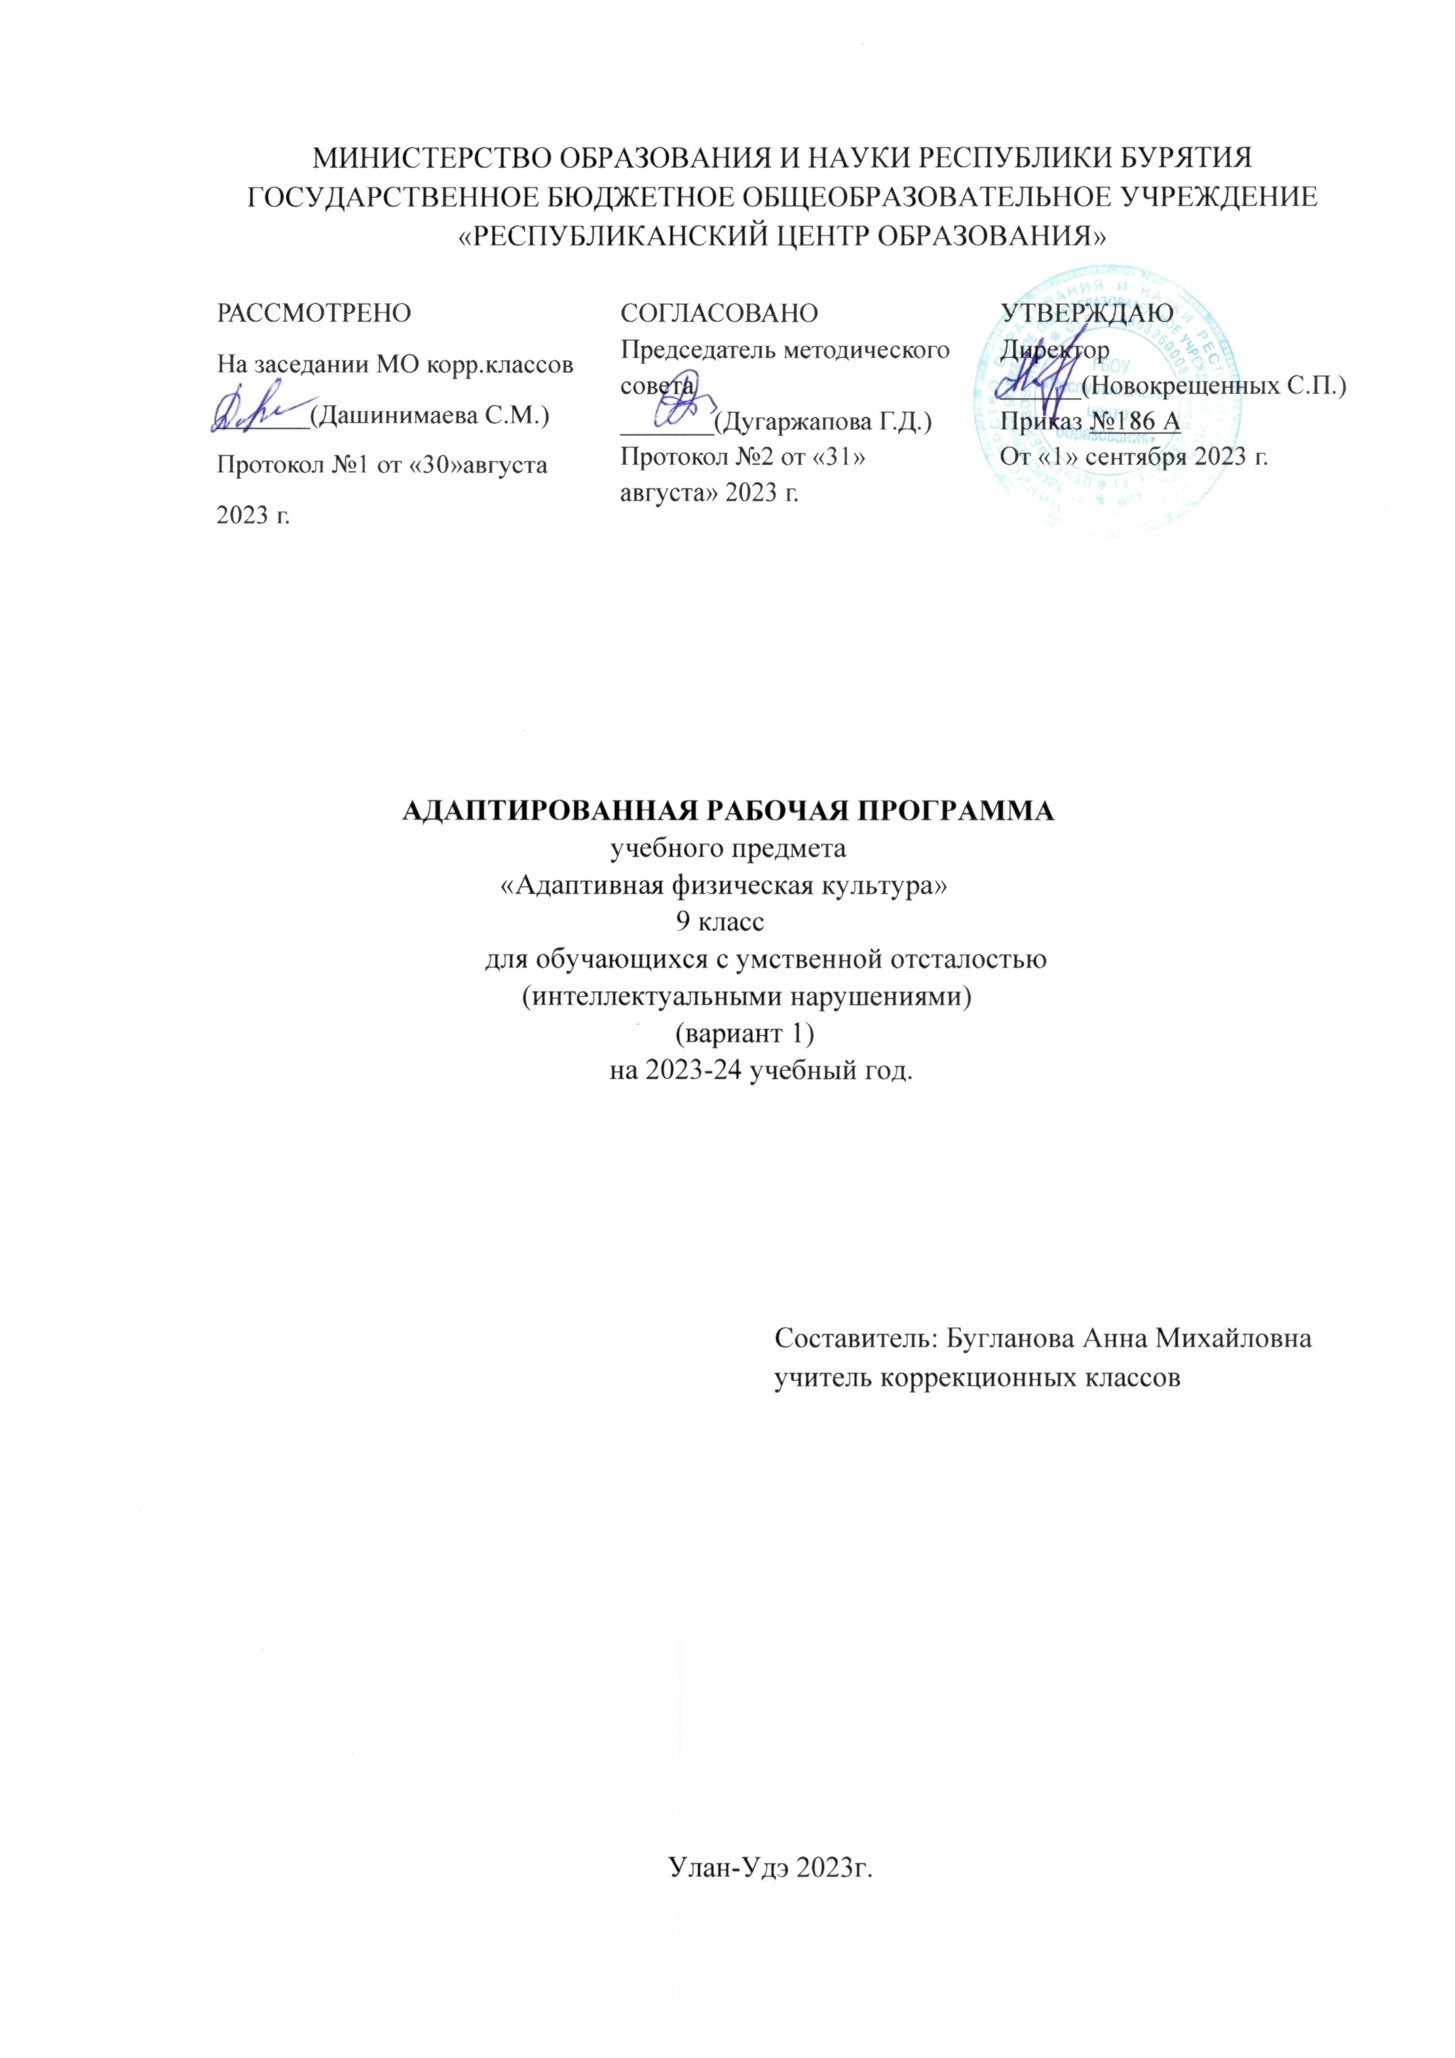 МИНИСТЕРСТВО ОБРАЗОВАНИЯ И НАУКИ РЕСПУБЛИКИ БУРЯТИЯ
ГОСУДАРСТВЕННОЕ БЮДЖЕТНОЕ ОБЩЕОБРАЗОВАТЕЛЬНОЕ УЧРЕЖДЕНИЕ
«РЕСПУБЛИКАНСКИЙ ЦЕНТР ОБРАЗОВАНИЯ»
РАССМОТРЕНО
На заседании МО корр.классов
(Дашинимаева С.М.)
Протокол №1 от «30»августа
2023 г.
СОГЛАСОВАНО
Председатель методического
совета
(Дугаржапова Г.Д.)
Протокол №2 от «31»
августа» 2023 г.
УТВЕРЖДАЮ
Директор
(Новокрещенных С.П.)
Приказ №186 А
От «1» сентября 2023 г.
АДАПТИРОВАННАЯ РАБОЧАЯ ПРОГРАММА
учебного предмета
«Адаптивная физическая культура»
9 класс
для обучающихся с умственной отсталостью
(интеллектуальными нарушениями)
(вариант 1)
на 2023-24 учебный год.
Составитель: Бугланова Анна Михайловна
учитель коррекционных классов
Улан-Удэ 2023г.